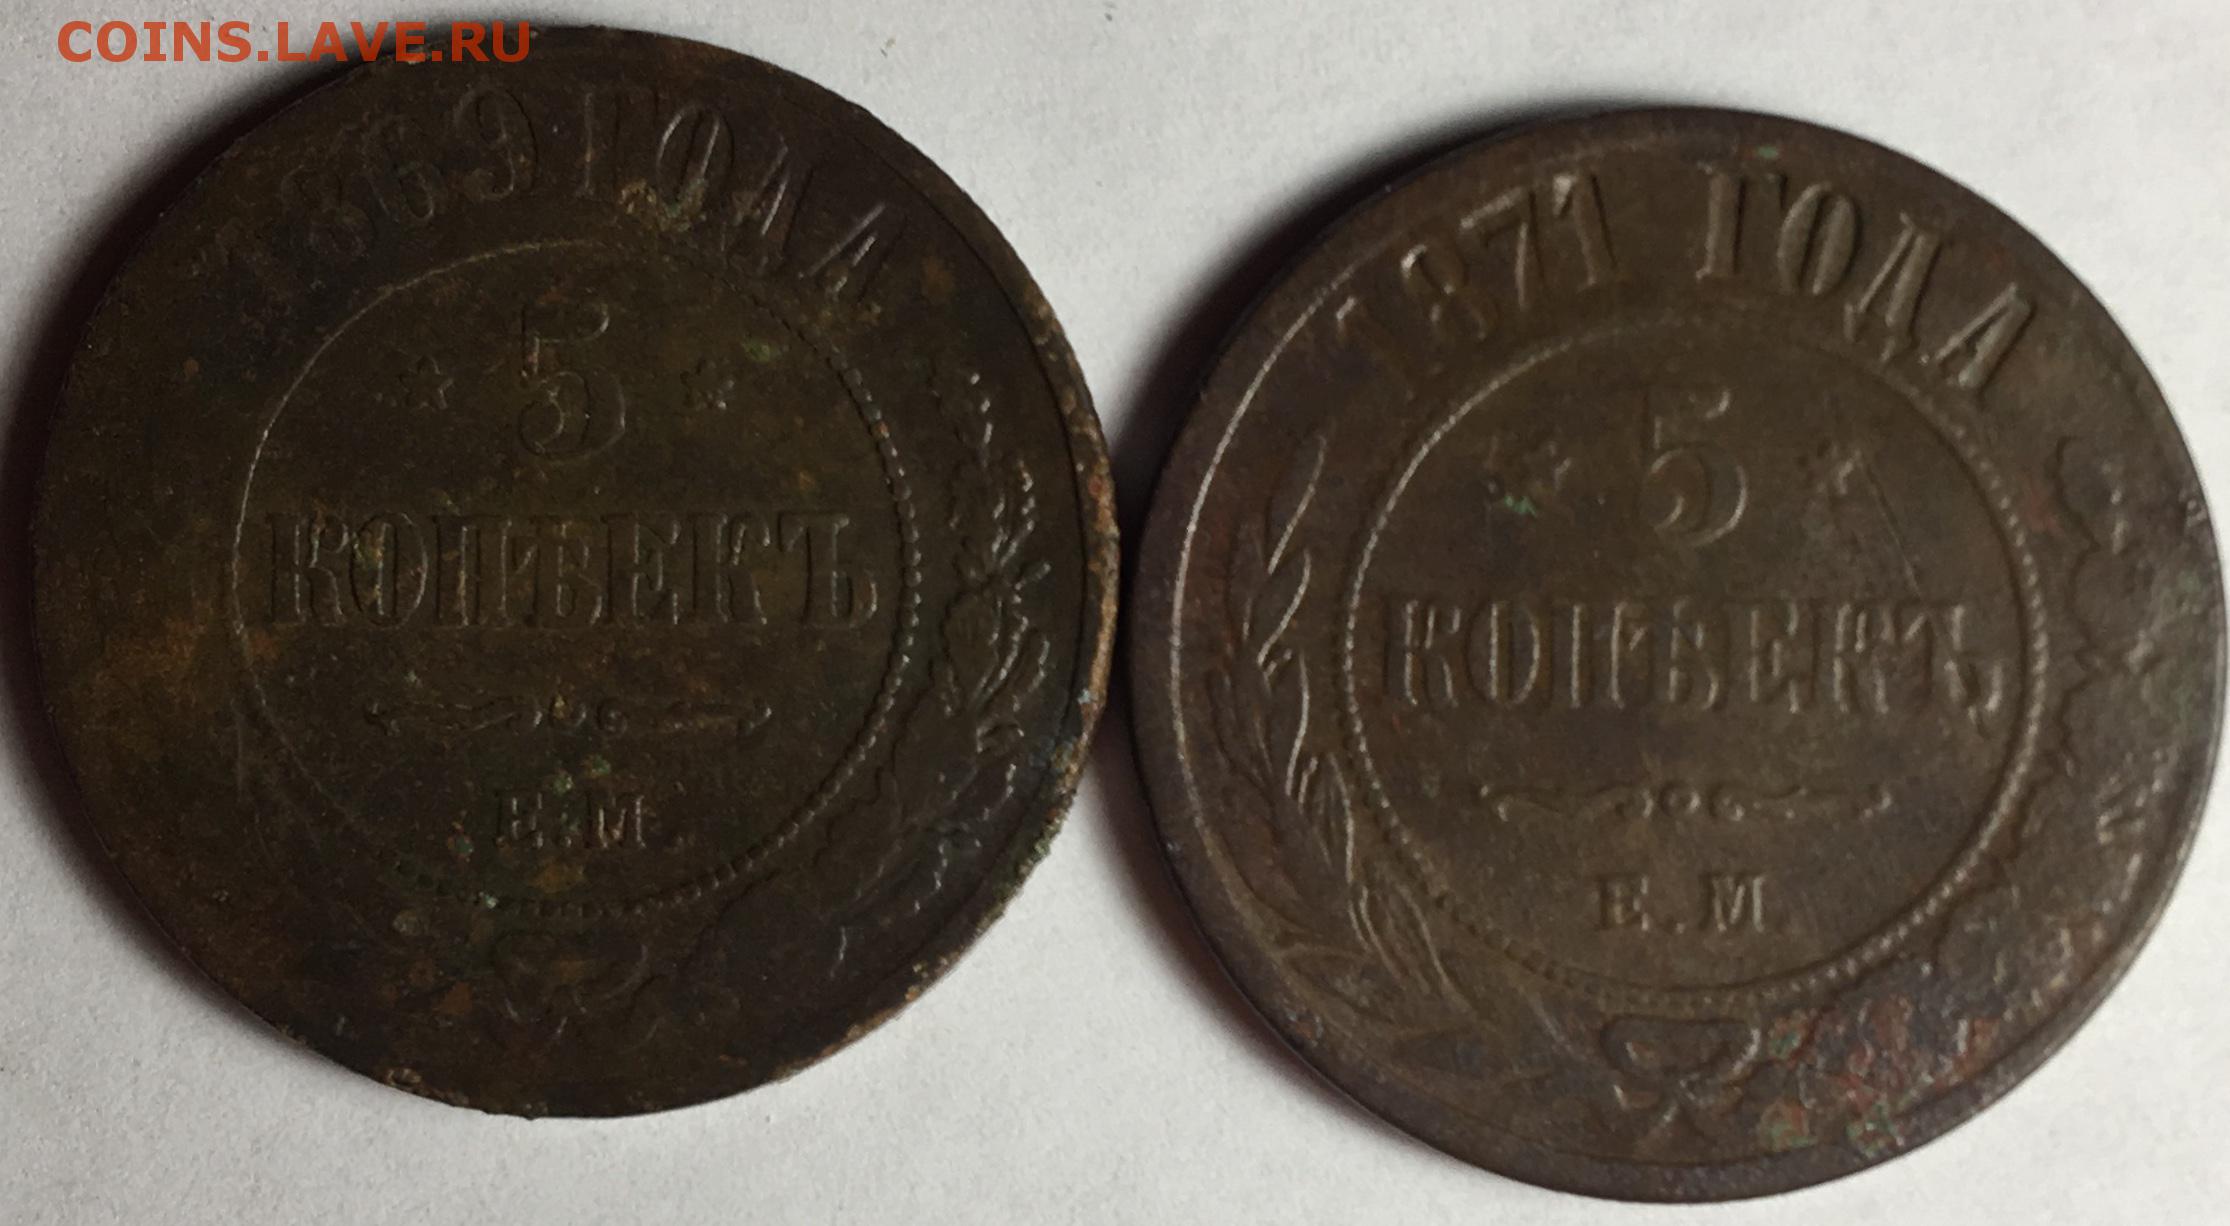 COINS.LAVE.RU
1869 ГОДА
5
КОПѢЕКЪ
Е.М.
1871 ГОДА
5
КОПѢЕКЪ
Е.М.